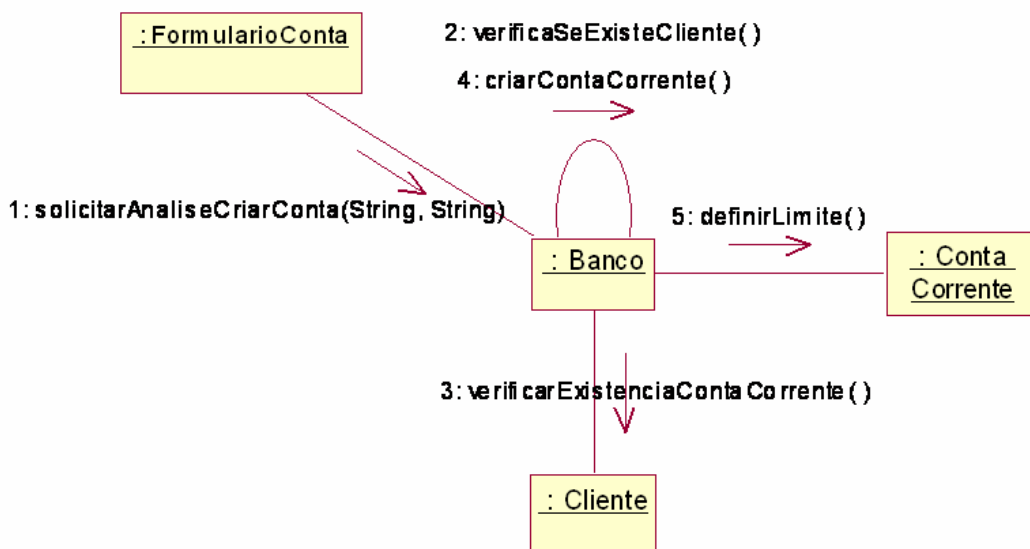 :FormularioConta
2: verificaSeExisteCliente()
4: criarContaCorrente()
1: solicitarAnaliseCriarConta(String, String)
5: definirLimite()
: Banco
: Conta
Corrente
3: verificarExistenciaContaCorrente()
: Cliente